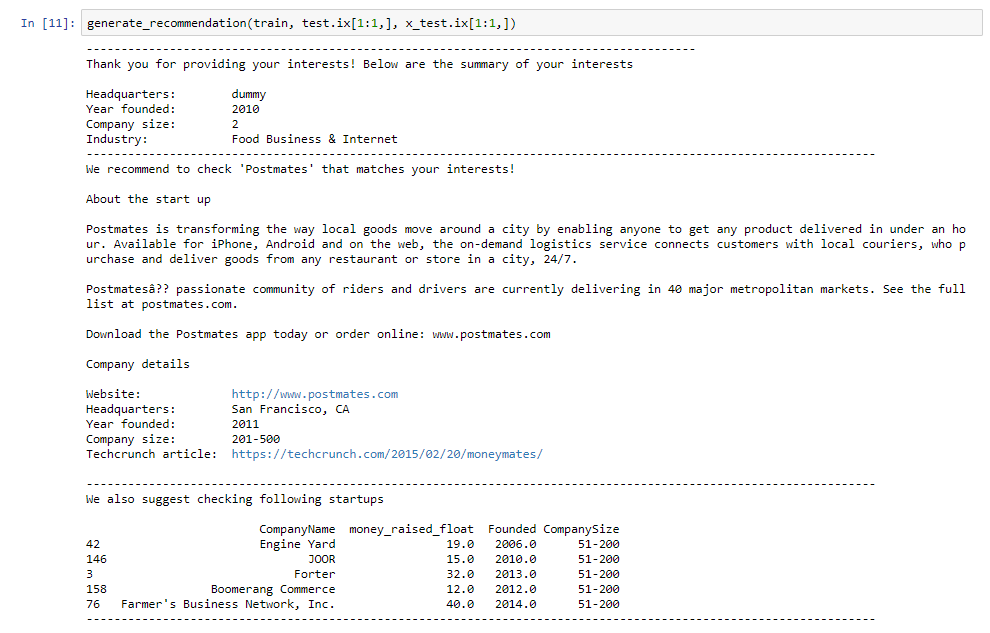 In [11]: generate_recommendation(train, test.ix[1:1,], x_test.ix[1:1,])
---------------------------------------------------------------------------------------
Thank you for providing your interests! Below are the summary of your interests
Headquarters: dummy
Year founded: 2010
Company size: 2
Industry: Food Business & Internet
-----------------------------------------------------------------------------------------------------------------
We recommend to check 'Postmates' that matches your interests!
About the start up
Postmates is transforming the way local goods move around a city by enabling anyone to get any product delivered in under an ho
ur. Available for iPhone, Android and on the web, the on-demand logistics service connects customers with local couriers, who p
urchase and deliver goods from any restaurant or store in a city, 24/7.
Postmatesâ?? passionate community of riders and drivers are currently delivering in 40 major metropolitan markets. See the full
list at postmates.com.
Download the Postmates app today or order online: www.postmates.com
Company details
Website: http://www.postmates.com
Headquarters: San Francisco, CA
Year founded: 2011
Company size: 201-500
Techcrunch article: https://techcrunch.com/2015/02/20/moneymates/
-----------------------------------------------------------------------------------------------------------------
We also suggest checking following startups
CompanyName money_raised_float Founded CompanySize
42 Engine Yard 19.0 2006.0 51-200
146 JOOR 15.0 2010.0 51-200
3 Forter 32.0 2013.0 51-200
158 Boomerang Commerce 12.0 2012.0 51-200
76 Farmer's Business Network, Inc. 40.0 2014.0 51-200
-----------------------------------------------------------------------------------------------------------------